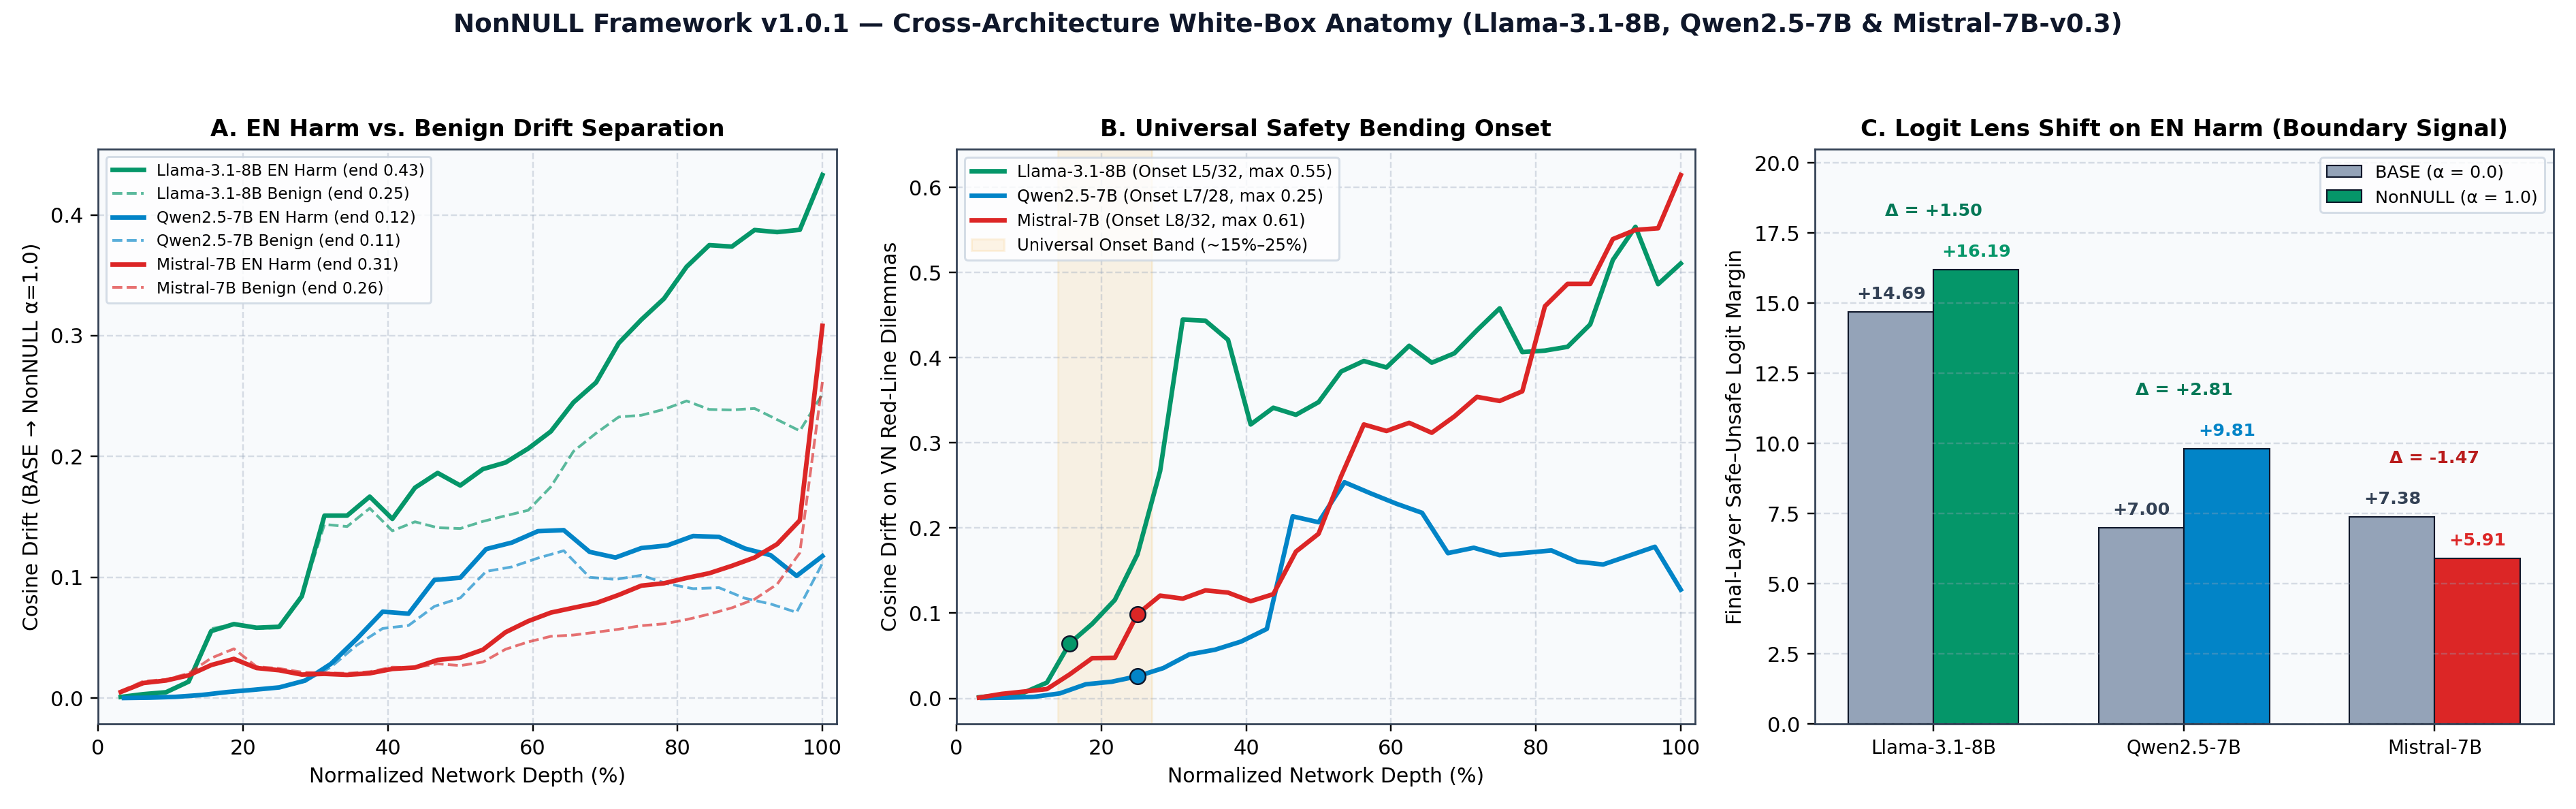 NonNULL Framework v1.0.1 — Cross-Architecture White-Box Anatomy (Llama-3.1-8B, Qwen2.5-7B & Mistral-7B-v0.3)
A. EN Harm vs. Benign Drift Separation
Cosine Drift (BASE → NonNULL α=1.0)
0.4
0.3
0.2
0.1
0.0
Llama-3.1-8B EN Harm (end 0.43)
Llama-3.1-8B Benign (end 0.25)
Qwen2.5-7B EN Harm (end 0.12)
Qwen2.5-7B Benign (end 0.11)
Mistral-7B EN Harm (end 0.31)
Mistral-7B Benign (end 0.26)
0 20 40 60 80 100
Normalized Network Depth (%)
B. Universal Safety Bending Onset
Cosine Drift on VN Red-Line Dilemmas
0.6
0.5
0.4
0.3
0.2
0.1
0.0
Llama-3.1-8B (Onset L5/32, max 0.55)
Qwen2.5-7B (Onset L7/28, max 0.25)
Mistral-7B (Onset L8/32, max 0.61)
Universal Onset Band (~15%–25%)
0 20 40 60 80 100
Normalized Network Depth (%)
C. Logit Lens Shift on EN Harm (Boundary Signal)
Final-Layer Safe–Unsafe Logit Margin
20.0
17.5
15.0
12.5
10.0
7.5
5.0
2.5
0.0
BASE (α = 0.0)
NonNULL (α = 1.0)
Δ = +1.50
+16.19
+14.69
Δ = +2.81
+9.81
+7.00
Δ = -1.47
+7.38
+5.91
Llama-3.1-8B Qwen2.5-7B Mistral-7B